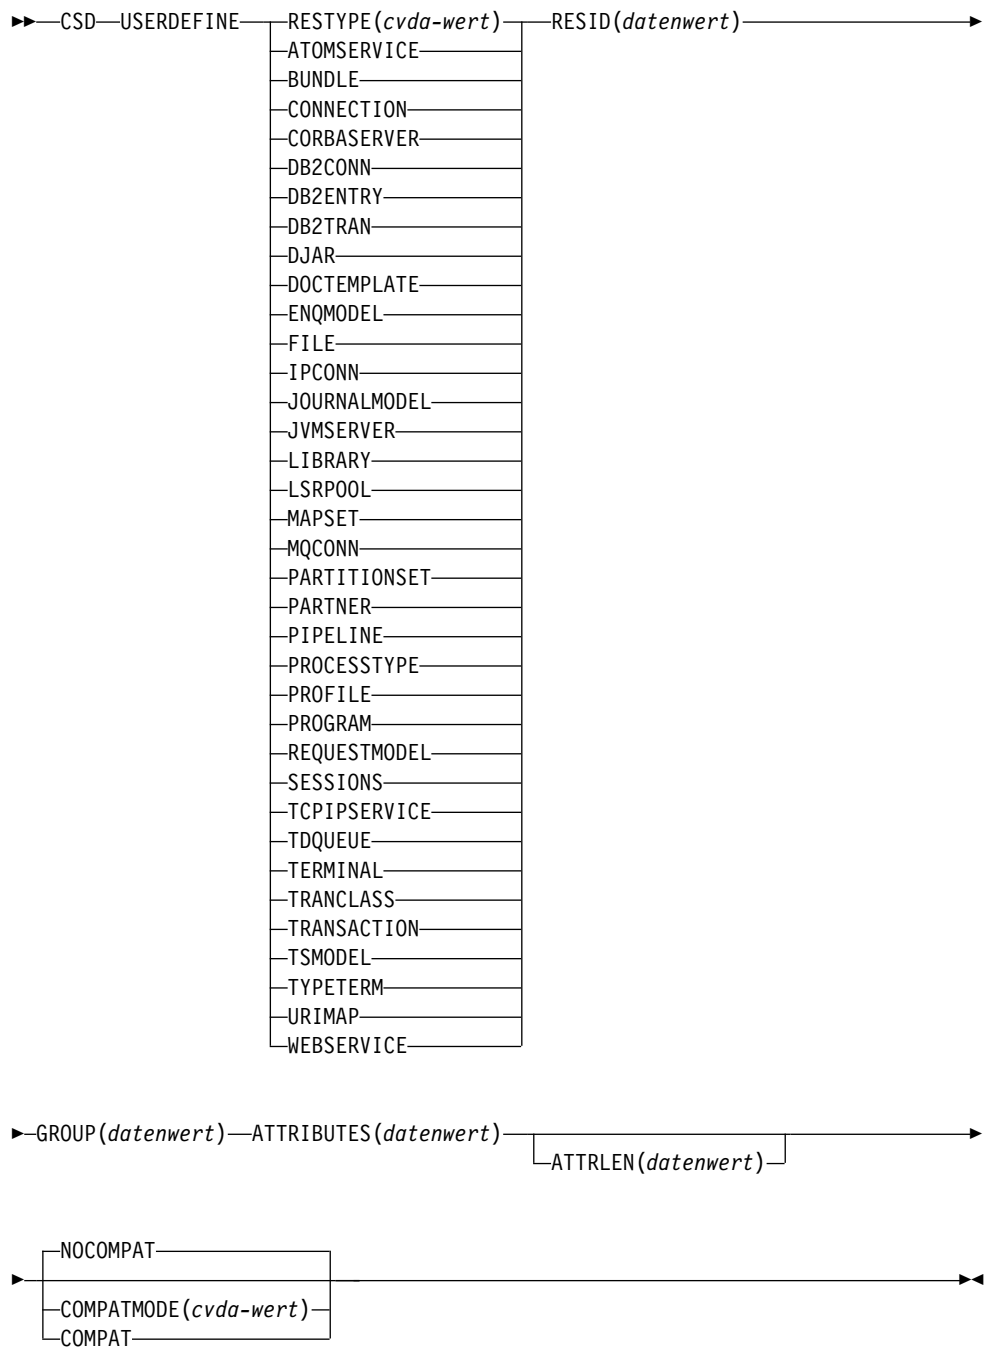 CSD USERDEFINE RESTYPE(cvda-wert) RESID(datenwert)
ATOMSERVICE
BUNDLE
CONNECTION
CORBASERVER
DB2CONN
DB2ENTRY
DB2TRAN
DJAR
DOCTEMPLATE
ENQMODEL
FILE
IPCONN
JOURNALMODEL
JVMSERVER
LIBRARY
LSRPOOL
MAPSET
MQCONN
PARTITIONSET
PARTNER
PIPELINE
PROCESSTYPE
PROFILE
PROGRAM
REQUESTMODEL
SESSIONS
TCPIPSERVICE
TDQUEUE
TERMINAL
TRANCLASS
TRANSACTION
TSMODEL
TYPETERM
URIMAP
WEBSERVICE
GROUP(datenwert) ATTRIBUTES(datenwert)
ATTRLEN(datenwert)
NOCOMPAT
COMPATMODE(cvda-wert)
COMPAT